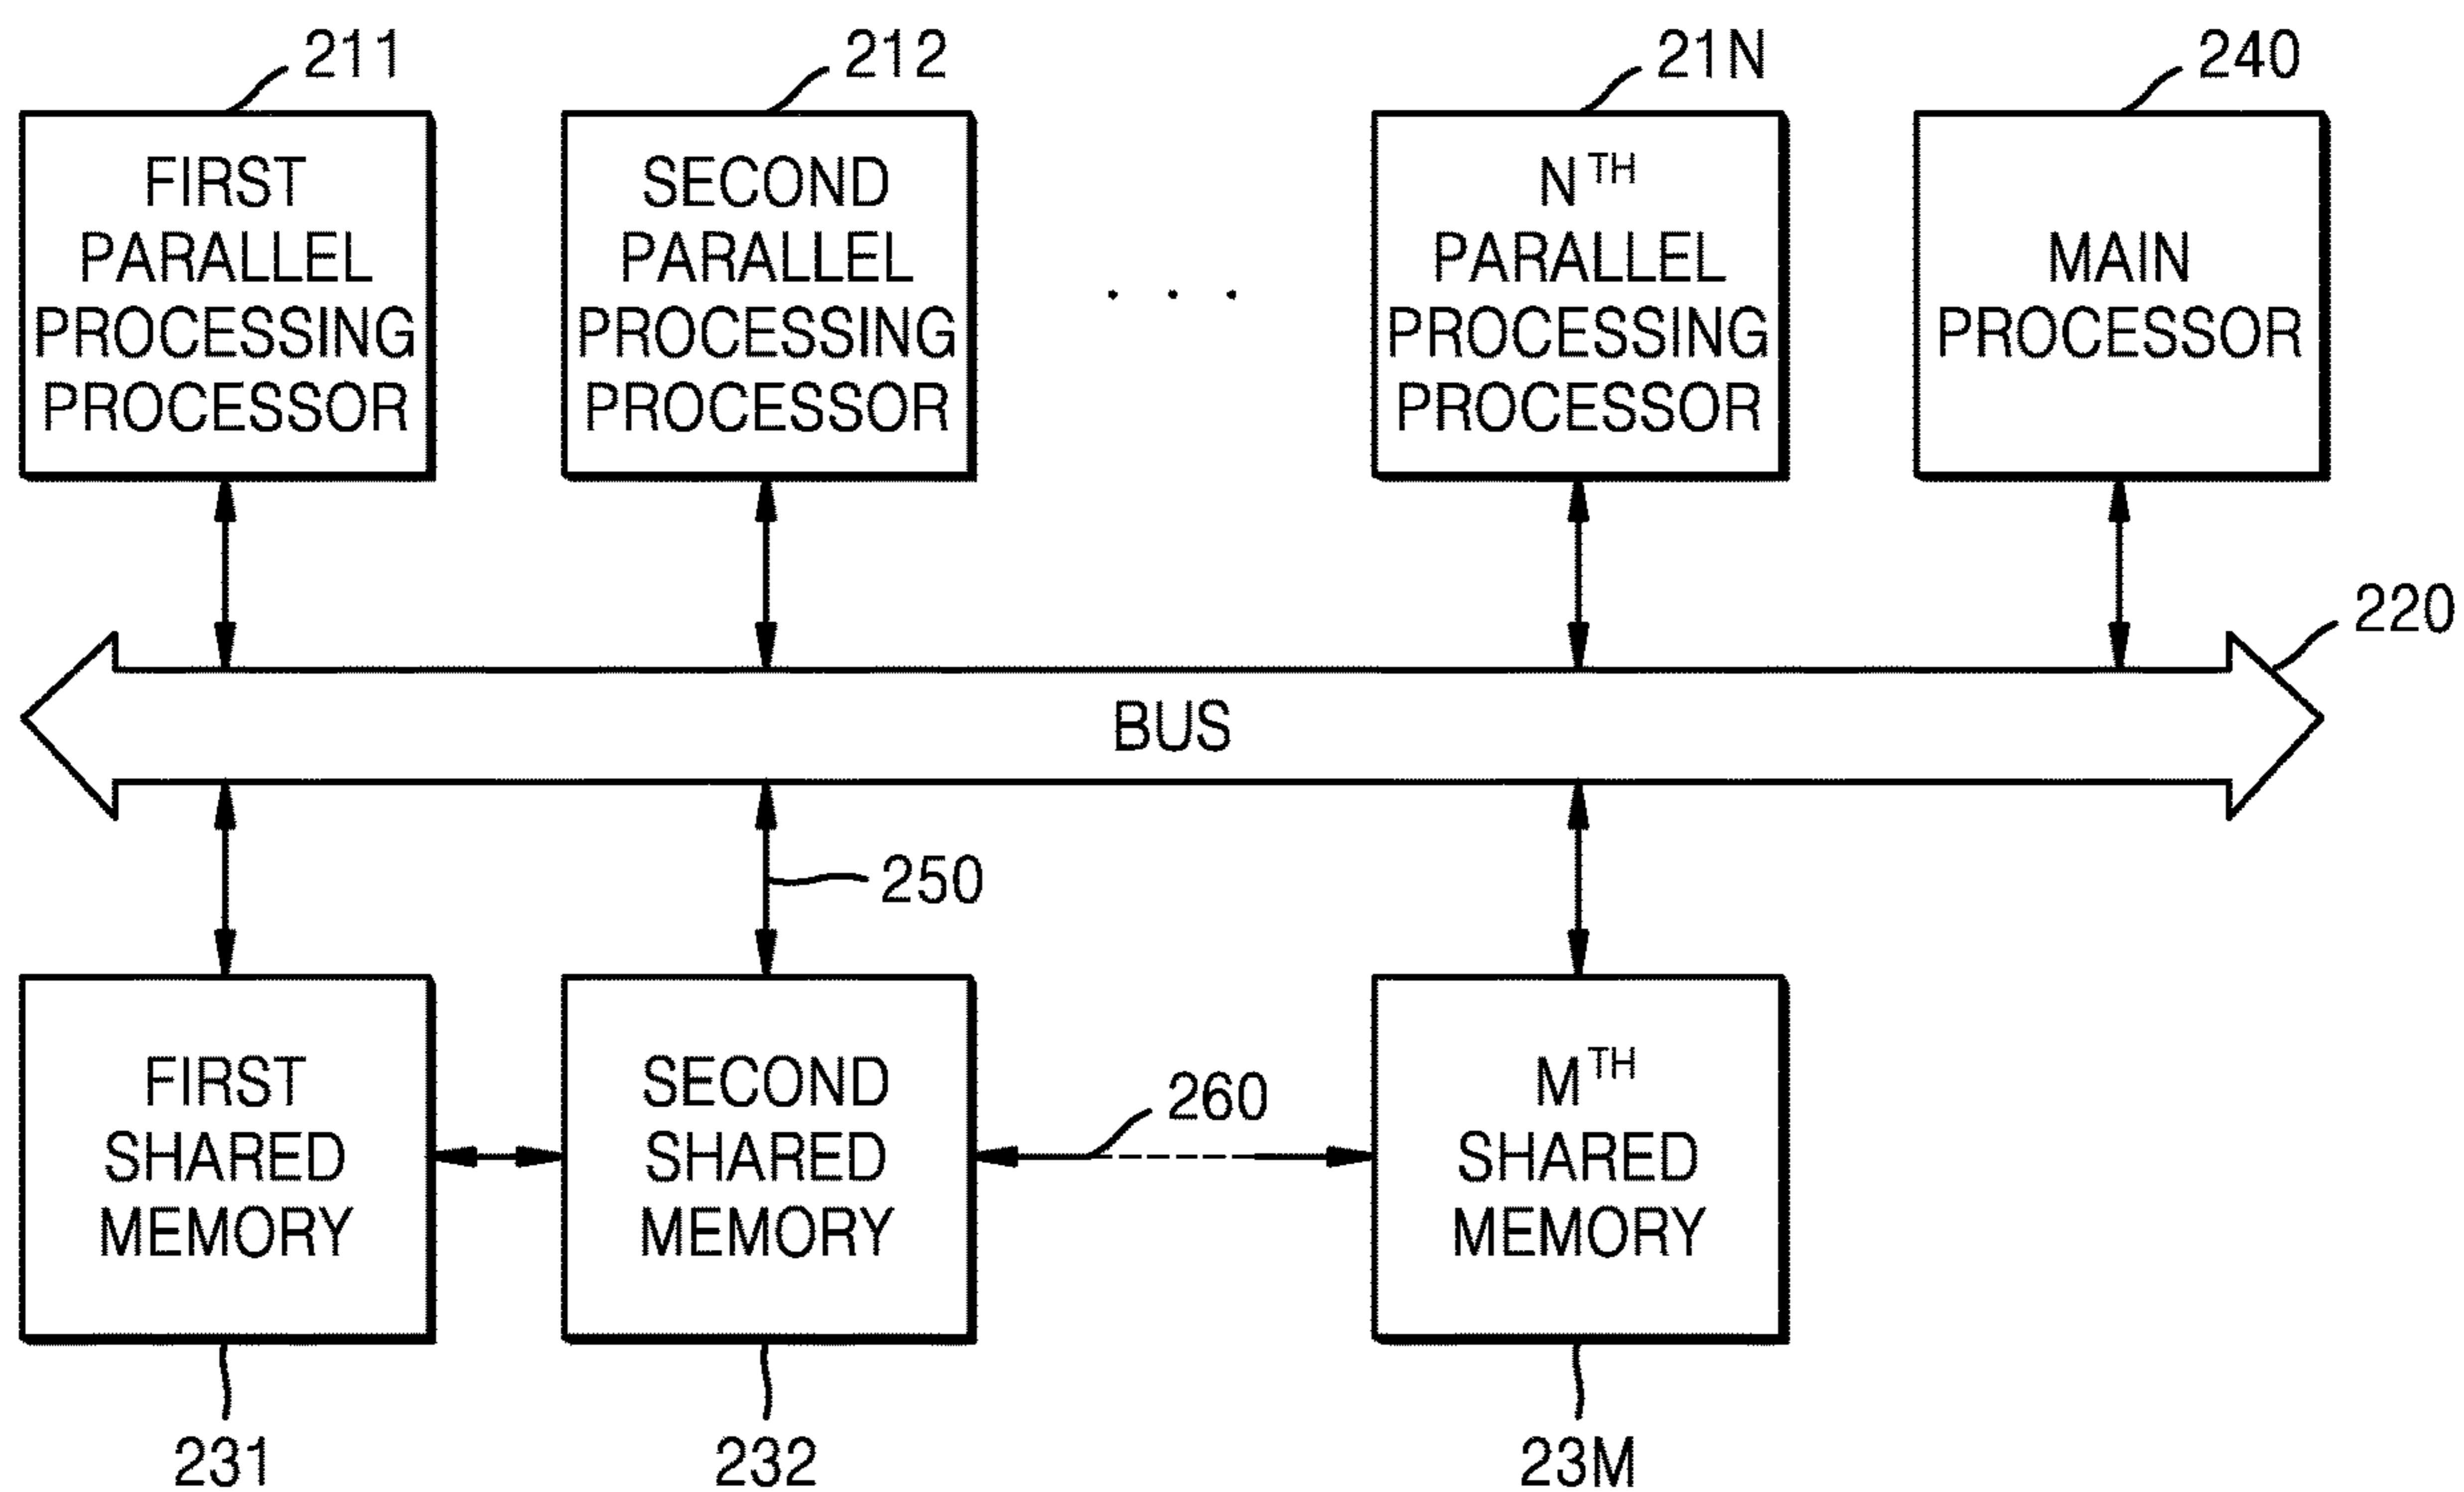 211
212
21N
240
FIRST
PARALLEL
PROCESSING
PROCESSOR
SECOND
PARALLEL
PROCESSING
PROCESSOR
N^TH
PARALLEL
PROCESSING
PROCESSOR
MAIN
PROCESSOR
220
BUS
250
FIRST
SHARED
MEMORY
SECOND
SHARED
MEMORY
260
M^TH
SHARED
MEMORY
231
232
23M